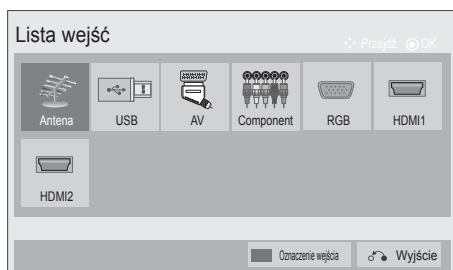 Lista wejść
Przejdź OK
Antena USB AV Component RGB HDMI1
HDMI2
Oznaczenie wejścia Wyjście